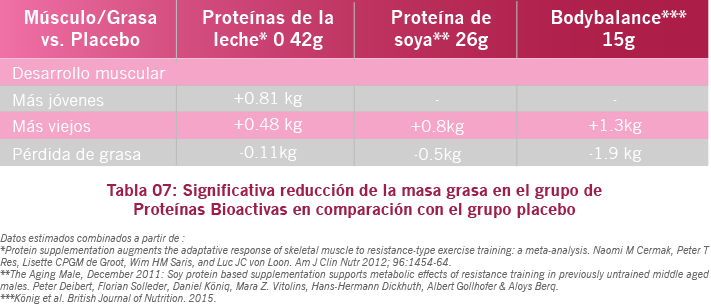 Músculo/Grasa vs. Placebo | Proteínas de la leche* 0 42g | Proteína de soya** 26g | Bodybalance*** 15g
Desarrollo muscular
Más jóvenes | +0.81 kg | - | -
Más viejos | +0.48 kg | +0.8kg | +1.3kg
Pérdida de grasa | -0.11kg | -0.5kg | -1.9 kg
Tabla 07: Significativa reducción de la masa grasa en el grupo de
Proteínas Bioactivas en comparación con el grupo placebo
Datos estimados combinados a partir de :
*Protein supplementation augments the adaptative response of skeletal muscle to resistance-type exercise training: a meta-analysis. Naomi M Cermak, Peter T
Res, Lisette CPGM de Groot, Wim HM Saris, and Luc JC von Loon. Am J Clin Nutr 2012; 96:1454-64.
**The Aging Male, December 2011: Soy protein based supplementation supports metabolic effects of resistance training in previously untrained middle aged
males. Peter Deibert, Florian Solleder, Daniel Köniq, Mara Z. Vitolins, Hans-Hermann Dickhuth, Albert Gollhofer & Aloys Berq.
***König et al. British Journal of Nutrition. 2015.